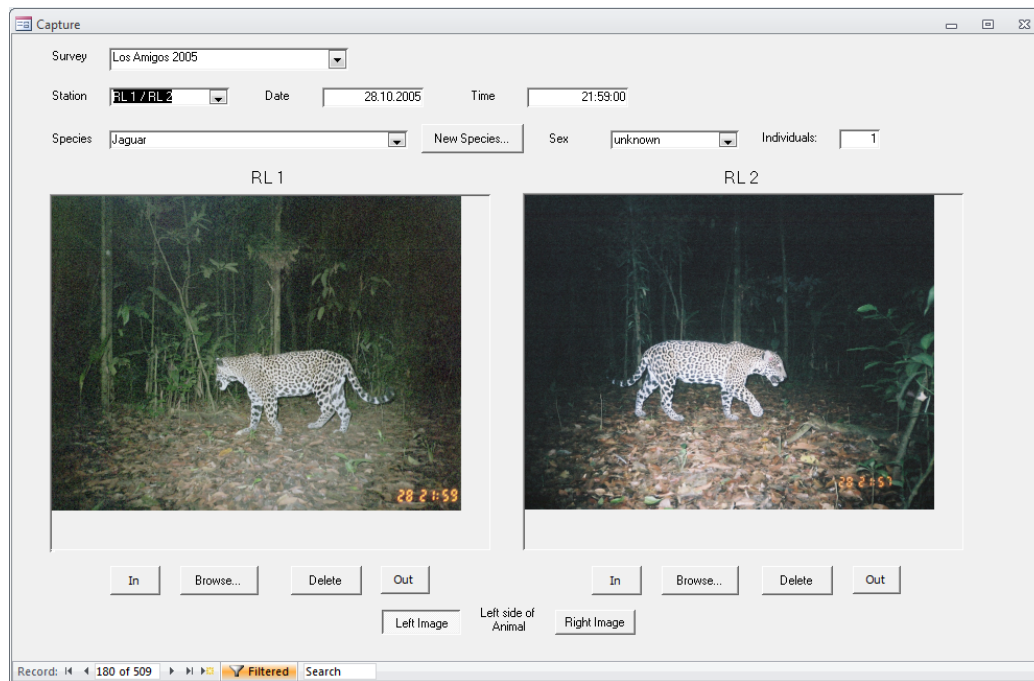 Capture
Survey Los Amigos 2005
Station RL 1 / RL 2 Date 28.10.2005 Time 21:59:00
Species Jaguar New Species... Sex unknown Individuals: 1
RL 1 RL 2
28 21:59 28 21:57
In Browse... Delete Out In Browse... Delete Out
Left Image Left side of Animal Right Image
Record: 180 of 509 Filtered Search